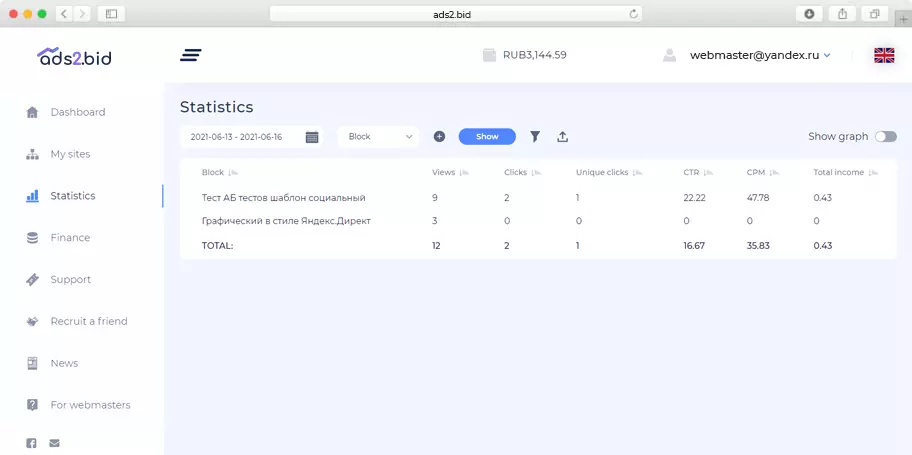 ads2.bid
ads2.bid
RUB3,144.59
webmaster@yandex.ru
Dashboard
My sites
Statistics
Finance
Support
Recruit a friend
News
For webmasters
Statistics
2021-06-13 - 2021-06-16
Block
Show
Show graph
Block Views Clicks Unique clicks CTR CPM Total income
Тест АБ тестов шаблон социальный 9 2 1 22.22 47.78 0.43
Графический в стиле Яндекс.Директ 3 0 0 0 0 0
TOTAL: 12 2 1 16.67 35.83 0.43